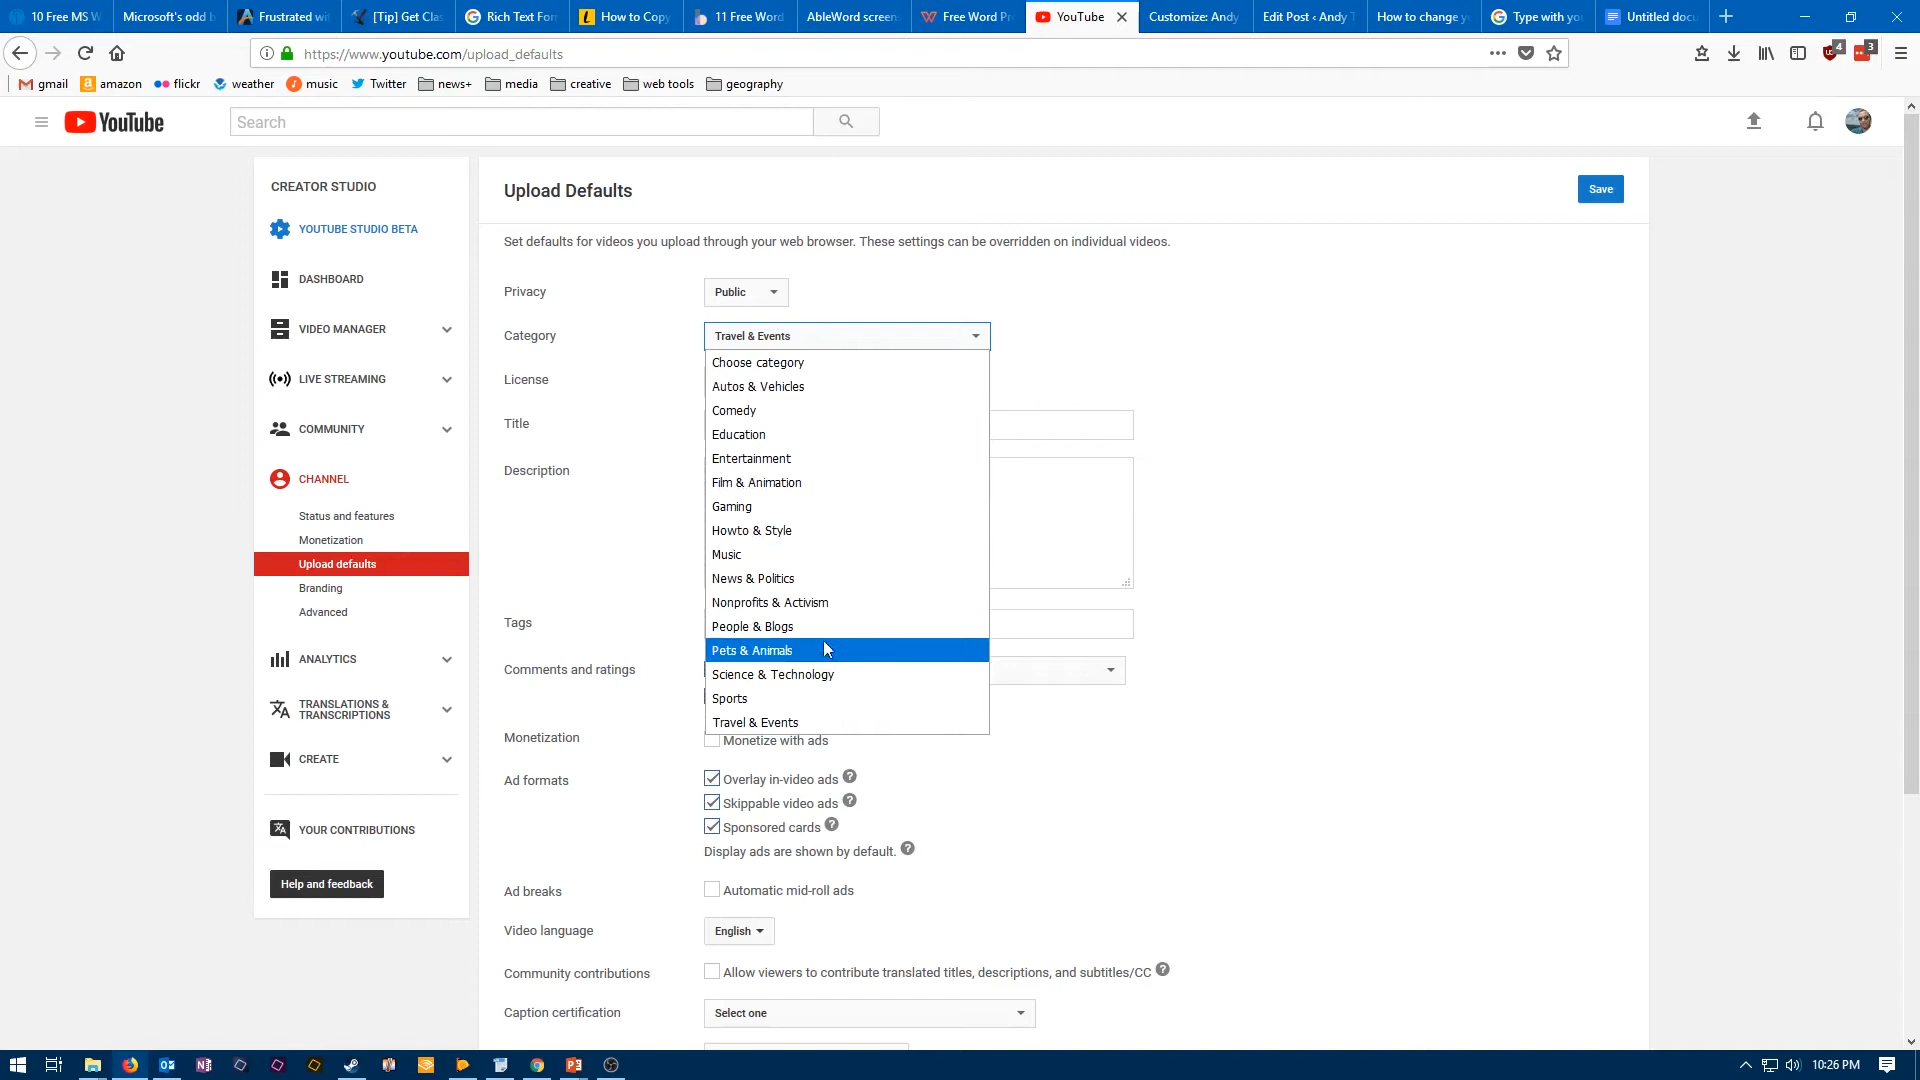 10 Free MS W
Microsoft's odd b
Frustrated wit
[Tip] Get Clas
Rich Text For
How to Copy
11 Free Word
AbleWord screen
Free Word Pr
YouTube
Customize: Andy
Edit Post ‹ Andy T
How to change y
Type with yo
Untitled docu
https://www.youtube.com/upload_defaults
4
3
gmail
amazon
flickr
weather
music
Twitter
news+
media
creative
web tools
geography
YouTube
Search
CREATOR STUDIO
YOUTUBE STUDIO BETA
DASHBOARD
VIDEO MANAGER
LIVE STREAMING
COMMUNITY
CHANNEL
Status and features
Monetization
Upload defaults
Branding
Advanced
ANALYTICS
TRANSLATIONS &
TRANSCRIPTIONS
CREATE
YOUR CONTRIBUTIONS
Help and feedback
Upload Defaults
Save
Set defaults for videos you upload through your web browser. These settings can be overridden on individual videos.
Privacy
Public
Category
Travel & Events
Choose category
Autos & Vehicles
Comedy
Education
Entertainment
Film & Animation
Gaming
Howto & Style
Music
News & Politics
Nonprofits & Activism
People & Blogs
Pets & Animals
Science & Technology
Sports
Travel & Events
License
Title
Description
Tags
Comments and ratings
Monetization
Monetize with ads
Ad formats
Overlay in-video ads
Skippable video ads
Sponsored cards
Display ads are shown by default.
Ad breaks
Automatic mid-roll ads
Video language
English
Community contributions
Allow viewers to contribute translated titles, descriptions, and subtitles/CC
Caption certification
Select one
10:26 PM